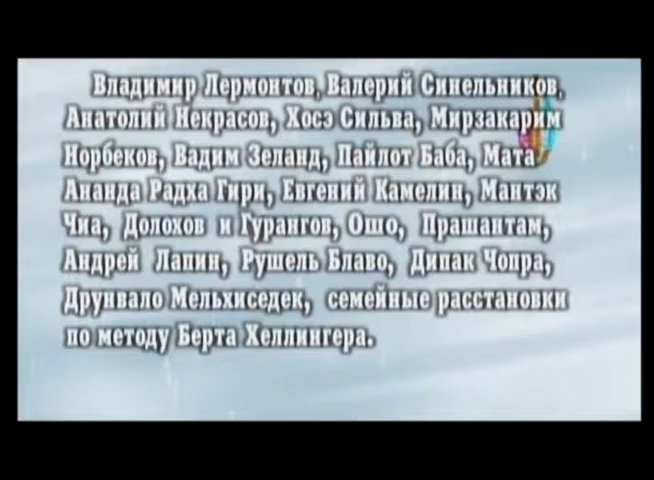 Владимир Лермонтов, Валерий Синельников,
Анатолий Некрасов, Хосэ Сильва, Мирзакарим
Норбеков, Вадим Зеланд, Пайлот Баба, Мата
Ананда Радха Гири, Евгений Камелин, Мантэк
Чиа, Долохов и Гурангов, Ошо, Прашантам,
Андрей Лапин, Рушель Блаво, Дипак Чопра,
Друнвало Мельхиседек, семейные расстановки
по методу Берта Хеллингера.